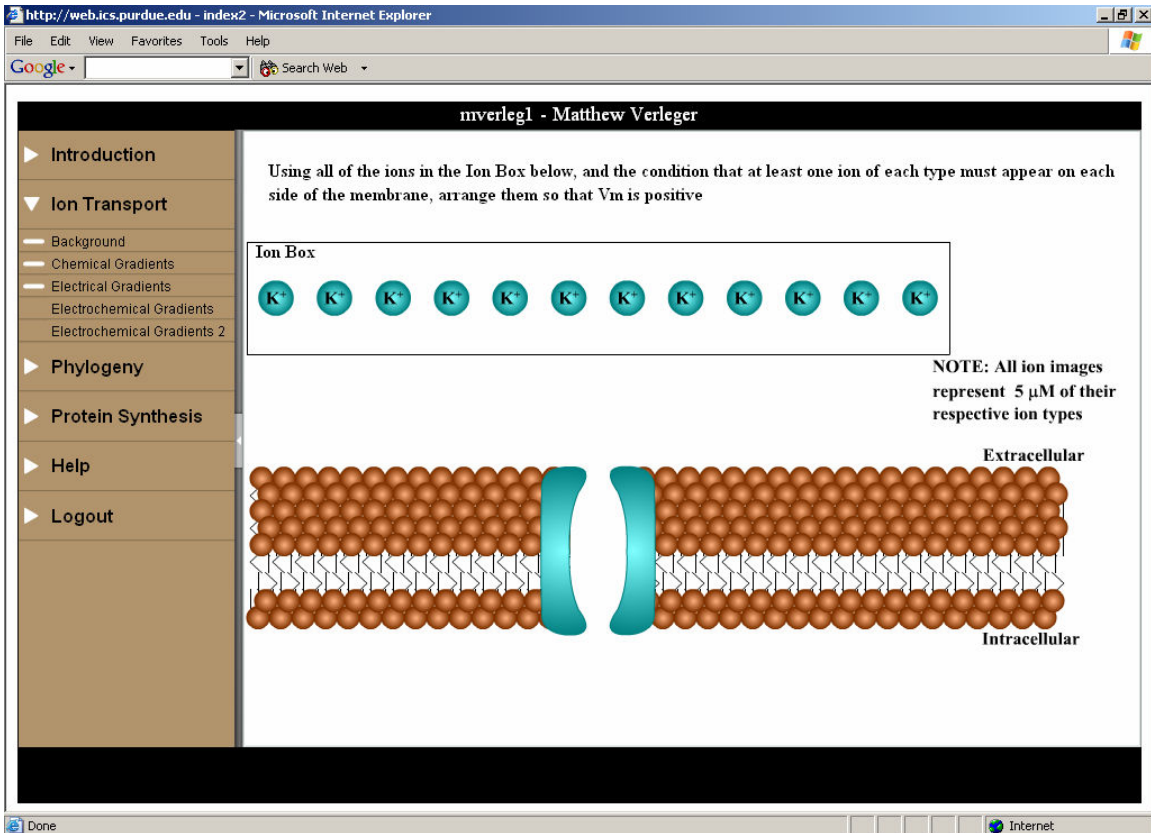 http://web.ics.purdue.edu - index2 - Microsoft Internet Explorer
File Edit View Favorites Tools Help
Google Search Web
mverleg1 - Matthew Verleger
Introduction
Ion Transport
Background
Chemical Gradients
Electrical Gradients
Electrochemical Gradients
Electrochemical Gradients 2
Phylogeny
Protein Synthesis
Help
Logout
Using all of the ions in the Ion Box below, and the condition that at least one ion of each type must appear on each
side of the membrane, arrange them so that Vm is positive
Ion Box
K⁺ K⁺ K⁺ K⁺ K⁺ K⁺ K⁺ K⁺ K⁺ K⁺ K⁺ K⁺
NOTE: All ion images
represent 5 μM of their
respective ion types
Extracellular
Intracellular
Done Internet